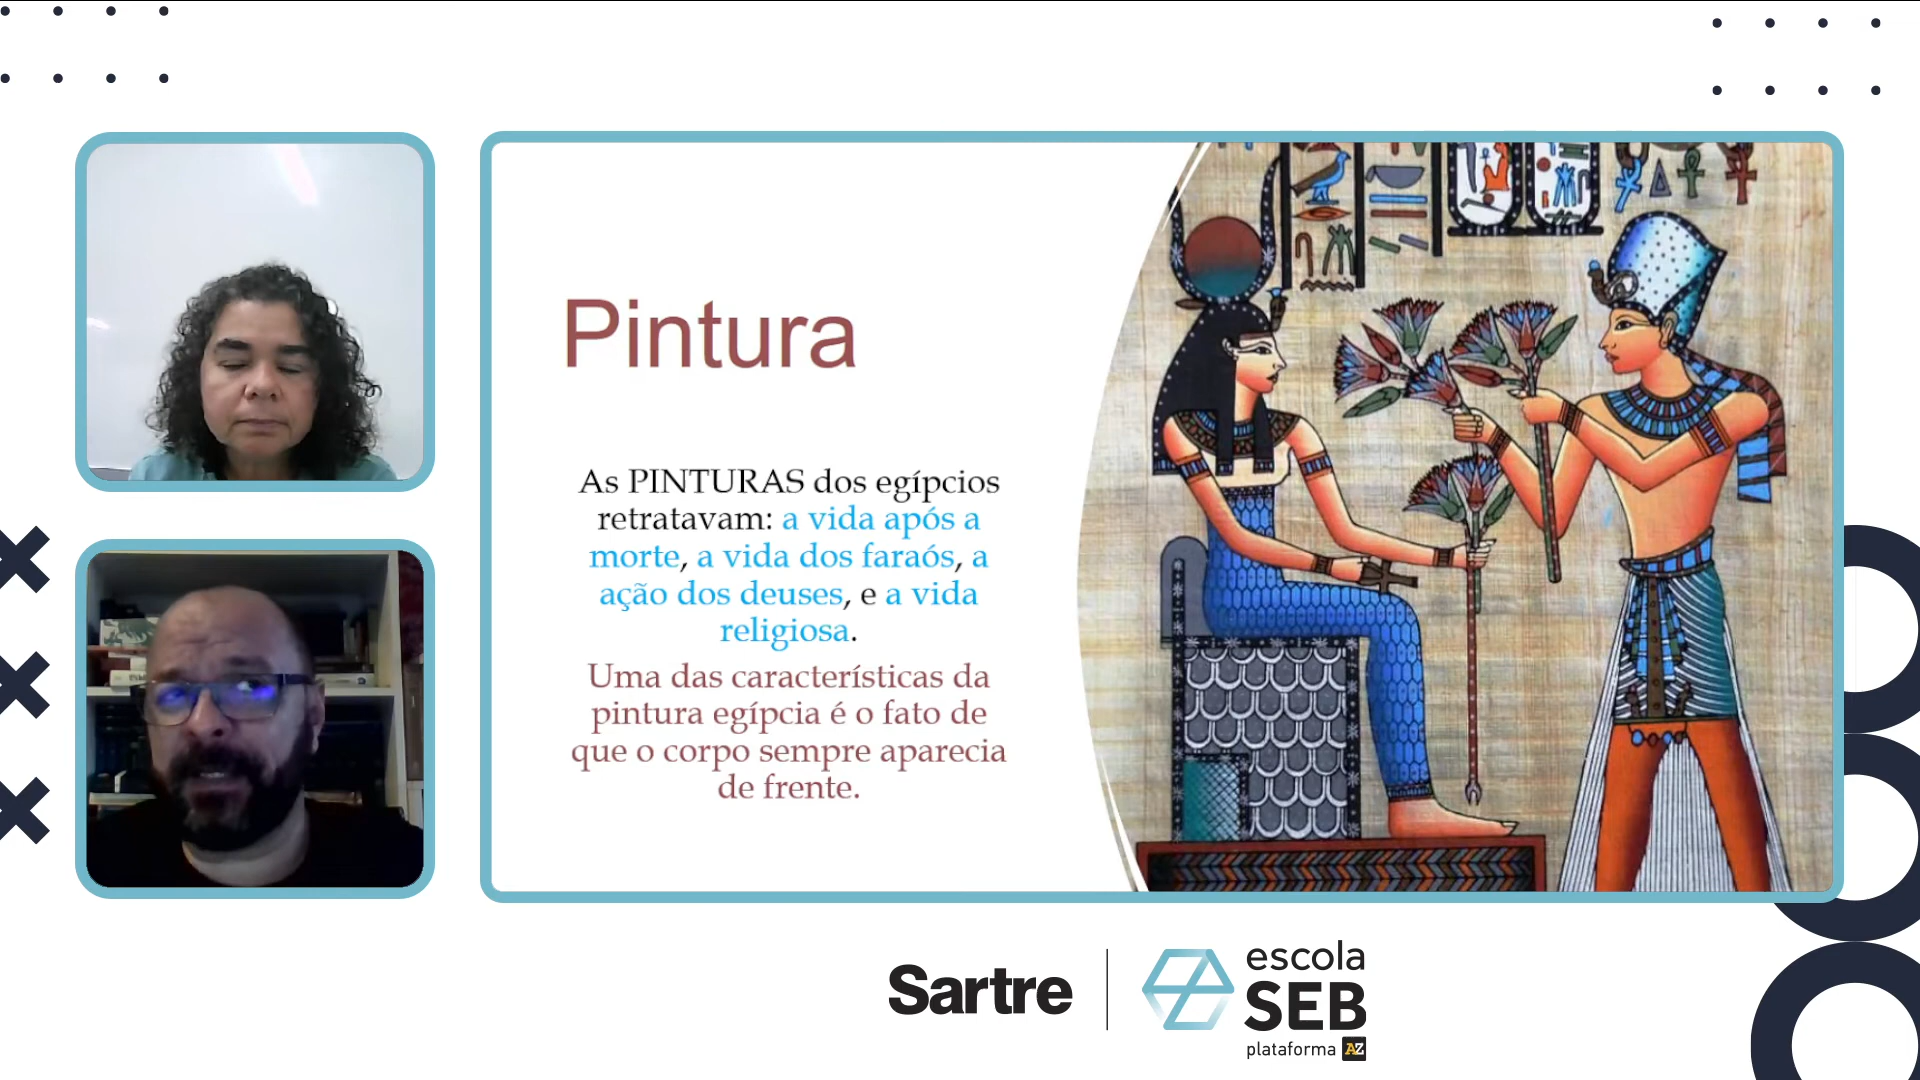 Pintura
As PINTURAS dos egípcios
retratavam: a vida após a
morte, a vida dos faraós, a
ação dos deuses, e a vida
religiosa.
Uma das características da
pintura egípcia é o fato de
que o corpo sempre aparecia
de frente.
Sartre
escola
SEB
plataforma AZ